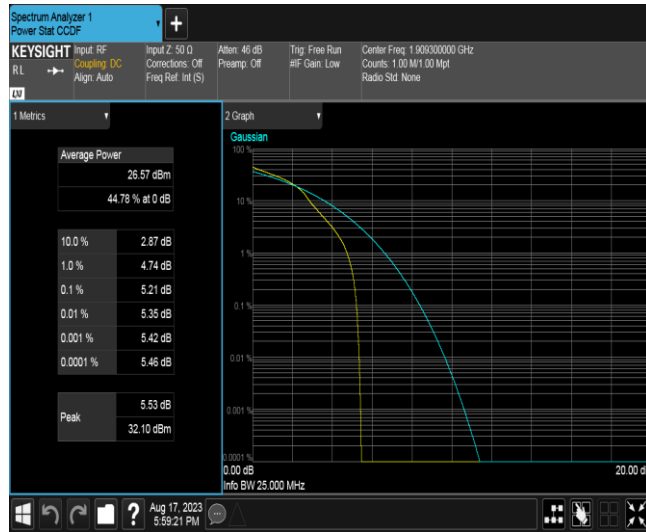 Spectrum Analyzer 1
Power Stat CCDF
+
KEYSIGHT
RL
LXI
Input: RF
Coupling: DC
Align: Auto
Input Z: 50 Ω
Corrections: Off
Freq Ref: Int (S)
Atten: 46 dB
Preamp: Off
Trig: Free Run
#IF Gain: Low
Center Freq: 1.909300000 GHz
Counts: 1.00 M/1.00 Mpt
Radio Std: None
1 Metrics
Average Power
26.57 dBm
44.78 % at 0 dB
10.0 % 2.87 dB
1.0 % 4.74 dB
0.1 % 5.21 dB
0.01 % 5.35 dB
0.001 % 5.42 dB
0.0001 % 5.46 dB
Peak
5.53 dB
32.10 dBm
2 Graph
Gaussian
100 %
10 %
1 %
0.1 %
0.01 %
0.001 %
0.0001 %
0.00 dB
20.00 d
Info BW 25.000 MHz
?
Aug 17, 2023
5:59:21 PM